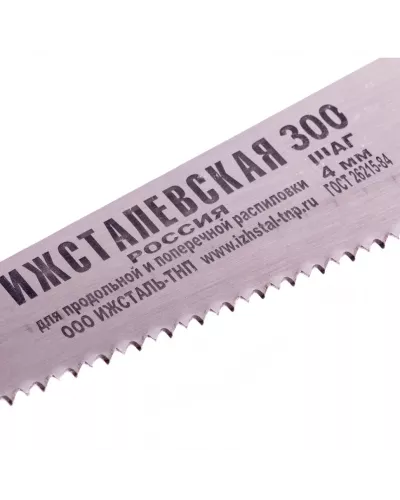 ИЖСТАЛЕВСКАЯ 300
РОССИЯ
для продольной и поперечной распиловки
ООО ИЖСТАЛЬ-ТНП www.izhstal-tnp.ru
ШАГ
4 ММ
ГОСТ 26215-84